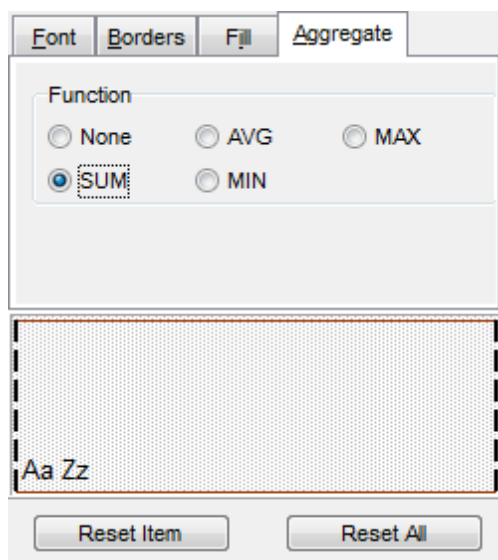 Font Borders Fill Aggregate
Function
None AVG MAX
SUM MIN
Aa Zz
Reset Item Reset All